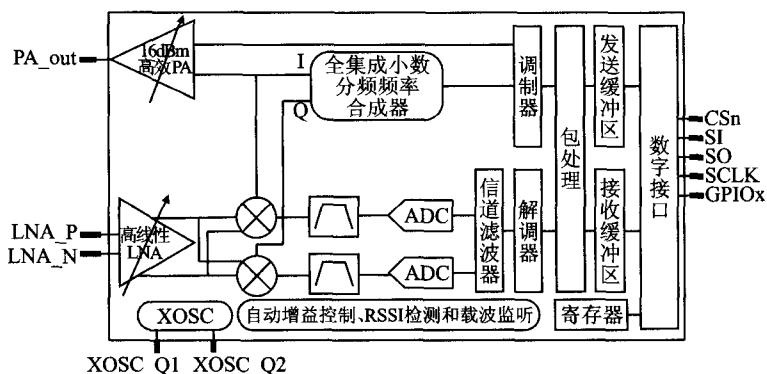 PA_out
16dBm
高效PA
I
Q
全集成小数
分频频率
合成器
调制器
包处理
发送缓冲区
数字接口
CSn
SI
SO
SCLK
GPIOx
LNA_P
LNA_N
高线性
LNA
ADC
ADC
信道滤波器
解调器
接收缓冲区
XOSC
自动增益控制、RSSI检测和载波监听
寄存器
XOSC_Q1
XOSC_Q2